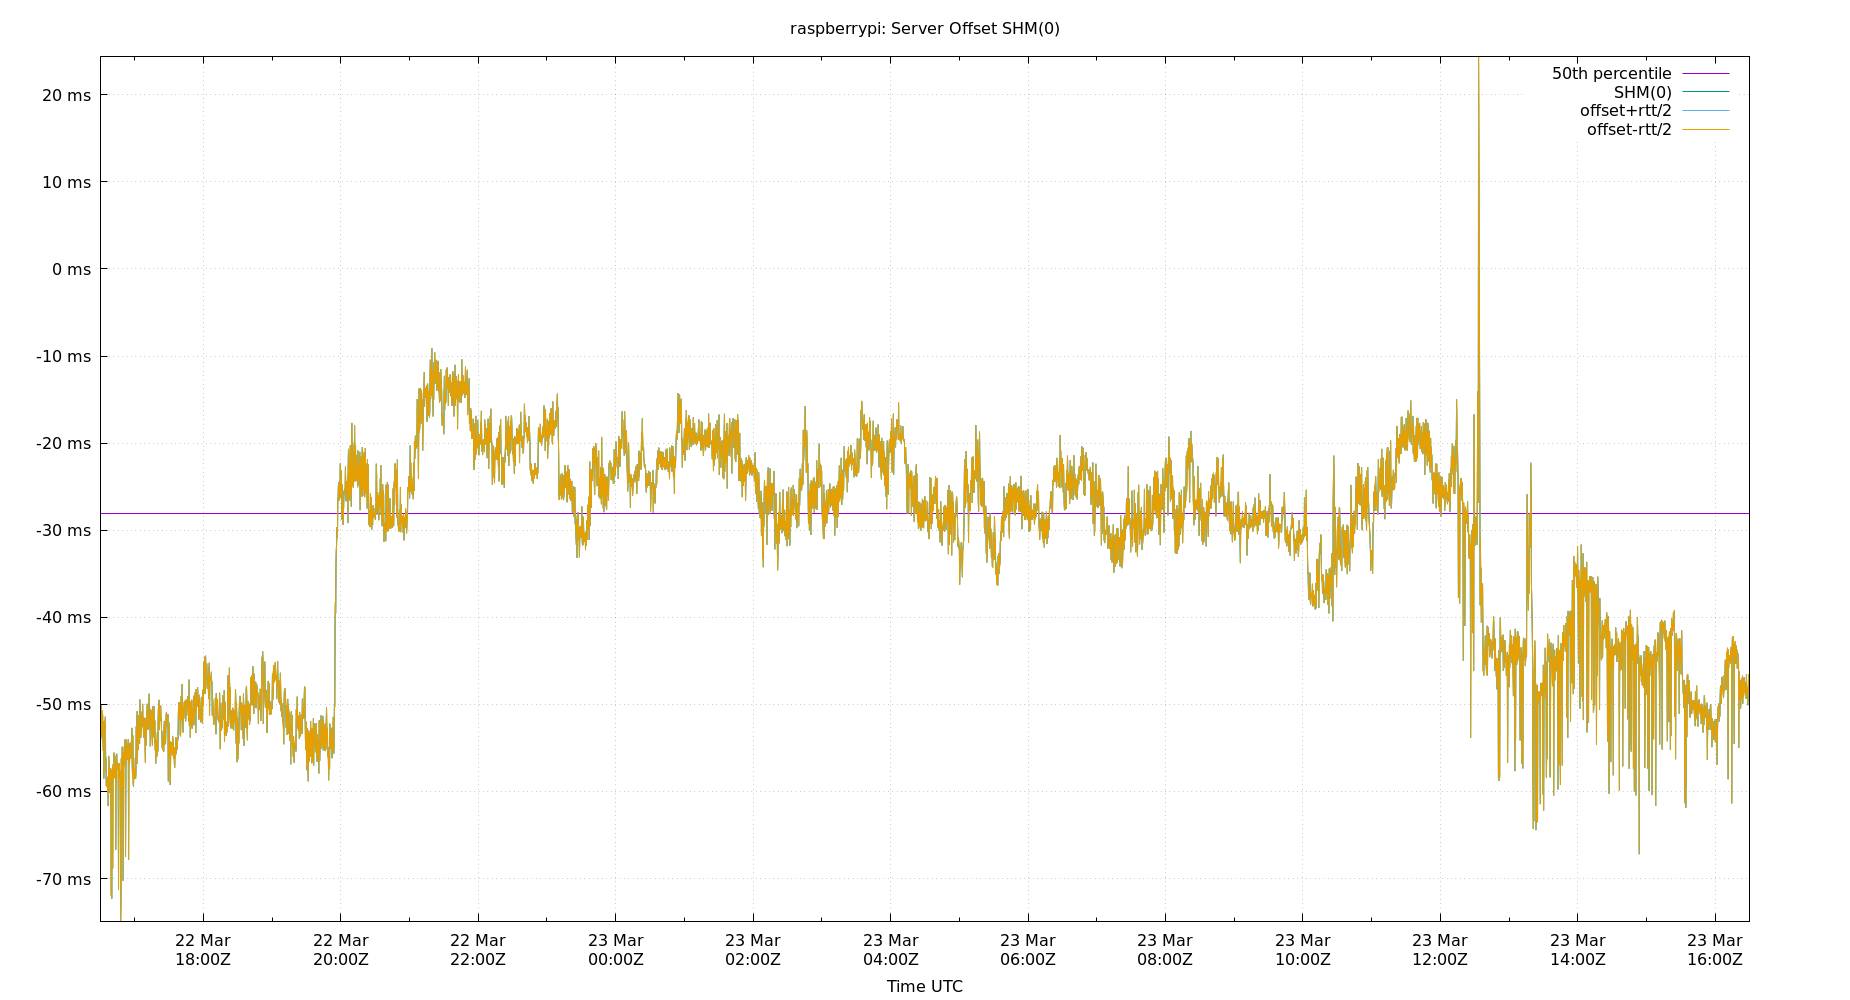 raspberrypi: Server Offset SHM(0)
50th percentile
SHM(0)
offset+rtt/2
offset-rtt/2
20 ms
10 ms
0 ms
-10 ms
-20 ms
-30 ms
-40 ms
-50 ms
-60 ms
-70 ms
22 Mar 22 Mar 22 Mar 23 Mar 23 Mar 23 Mar 23 Mar 23 Mar 23 Mar 23 Mar 23 Mar 23 Mar
18:00Z 20:00Z 22:00Z 00:00Z 02:00Z 04:00Z 06:00Z 08:00Z 10:00Z 12:00Z 14:00Z 16:00Z
Time UTC